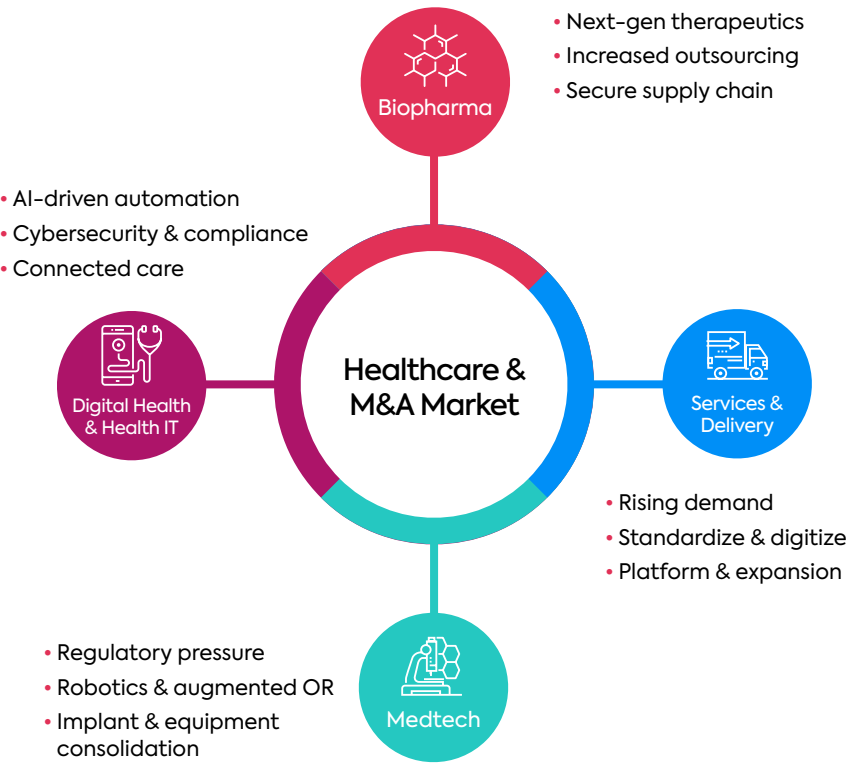 • Next-gen therapeutics
• Increased outsourcing
• Secure supply chain
Biopharma
• AI-driven automation
• Cybersecurity & compliance
• Connected care
Digital Health
& Health IT
Healthcare &
M&A Market
Services &
Delivery
• Rising demand
• Standardize & digitize
• Platform & expansion
• Regulatory pressure
• Robotics & augmented OR
• Implant & equipment
consolidation
Medtech